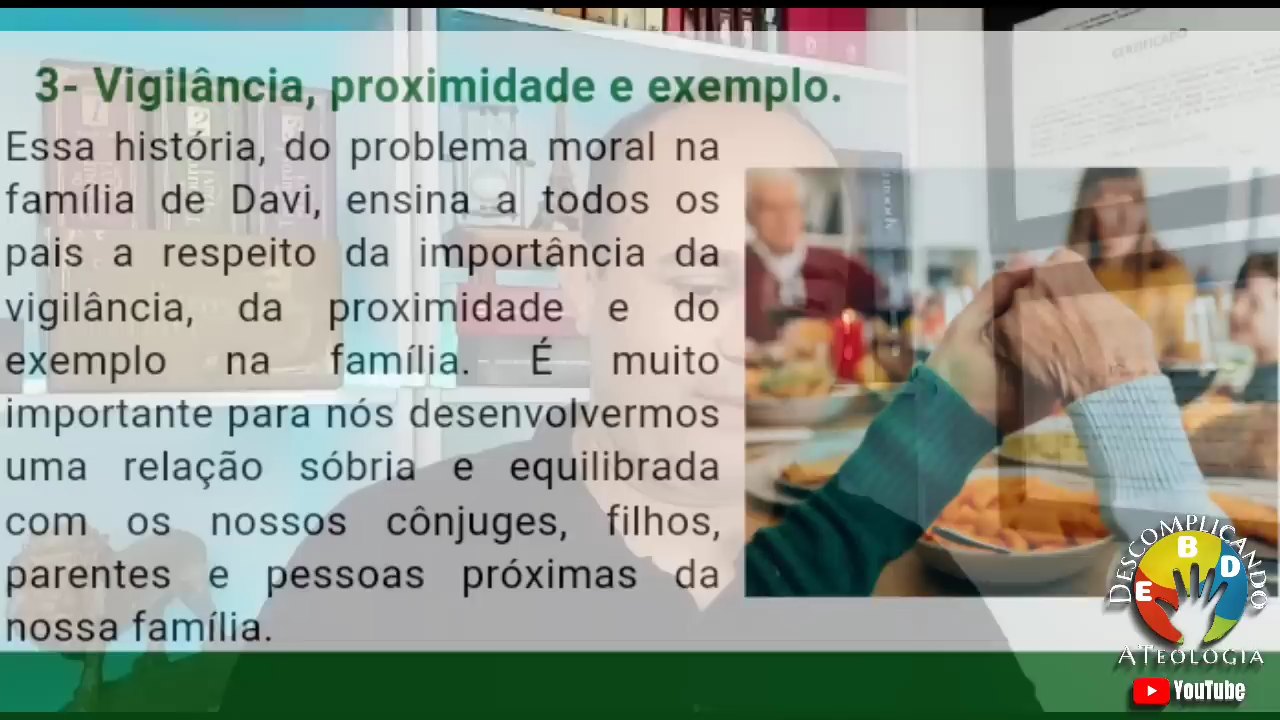 3- Vigilância, proximidade e exemplo.
Essa história, do problema moral na
família de Davi, ensina a todos os
pais a respeito da importância da
vigilância, da proximidade e do
exemplo na família. É muito
importante para nós desenvolvermos
uma relação sóbria e equilibrada
com os nossos cônjuges, filhos,
parentes e pessoas próximas da
nossa família.
CERTIFICADO
DESCOMPLICANDO
E B D
A TEOLOGIA
YouTube